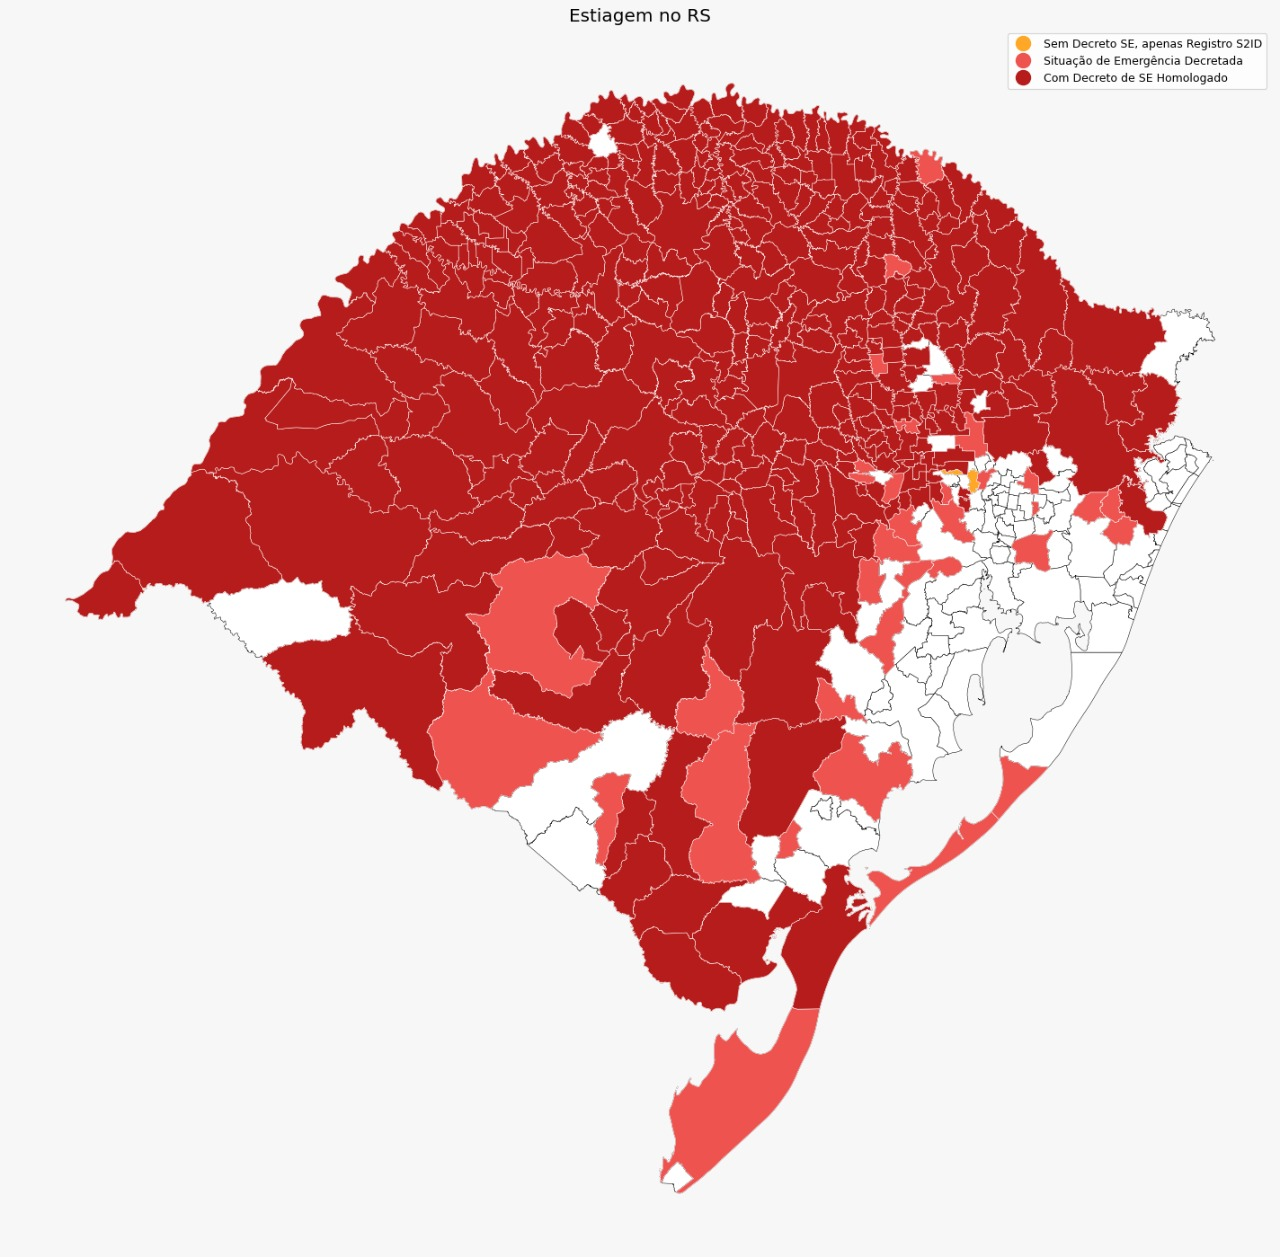 Estiagem no RS
Sem Decreto SE, apenas Registro S2ID
Situação de Emergência Decretada
Com Decreto de SE Homologado